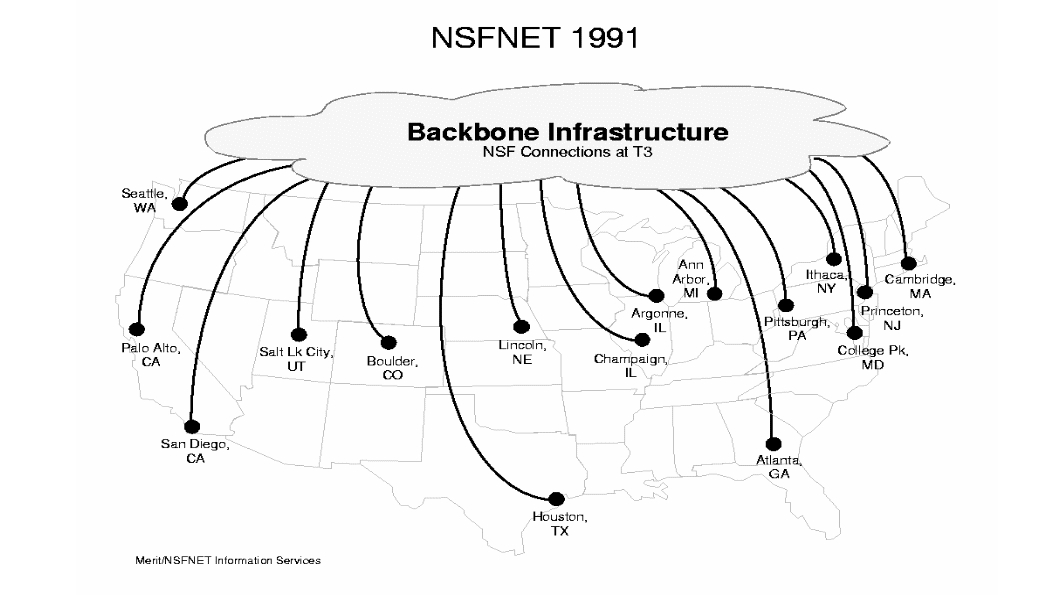 NSFNET 1991
Backbone Infrastructure
NSF Connections at T3
Seattle,
WA
Palo Alto,
CA
San Diego,
CA
Salt Lk City,
UT
Boulder,
CO
Houston,
TX
Lincoln,
NE
Champaign,
IL
Argonne,
IL
Ann
Arbor,
MI
Atlanta,
GA
Pittsburgh,
PA
Ithaca,
NY
College Pk,
MD
Princeton,
NJ
Cambridge,
MA
Merit/NSFNET Information Services